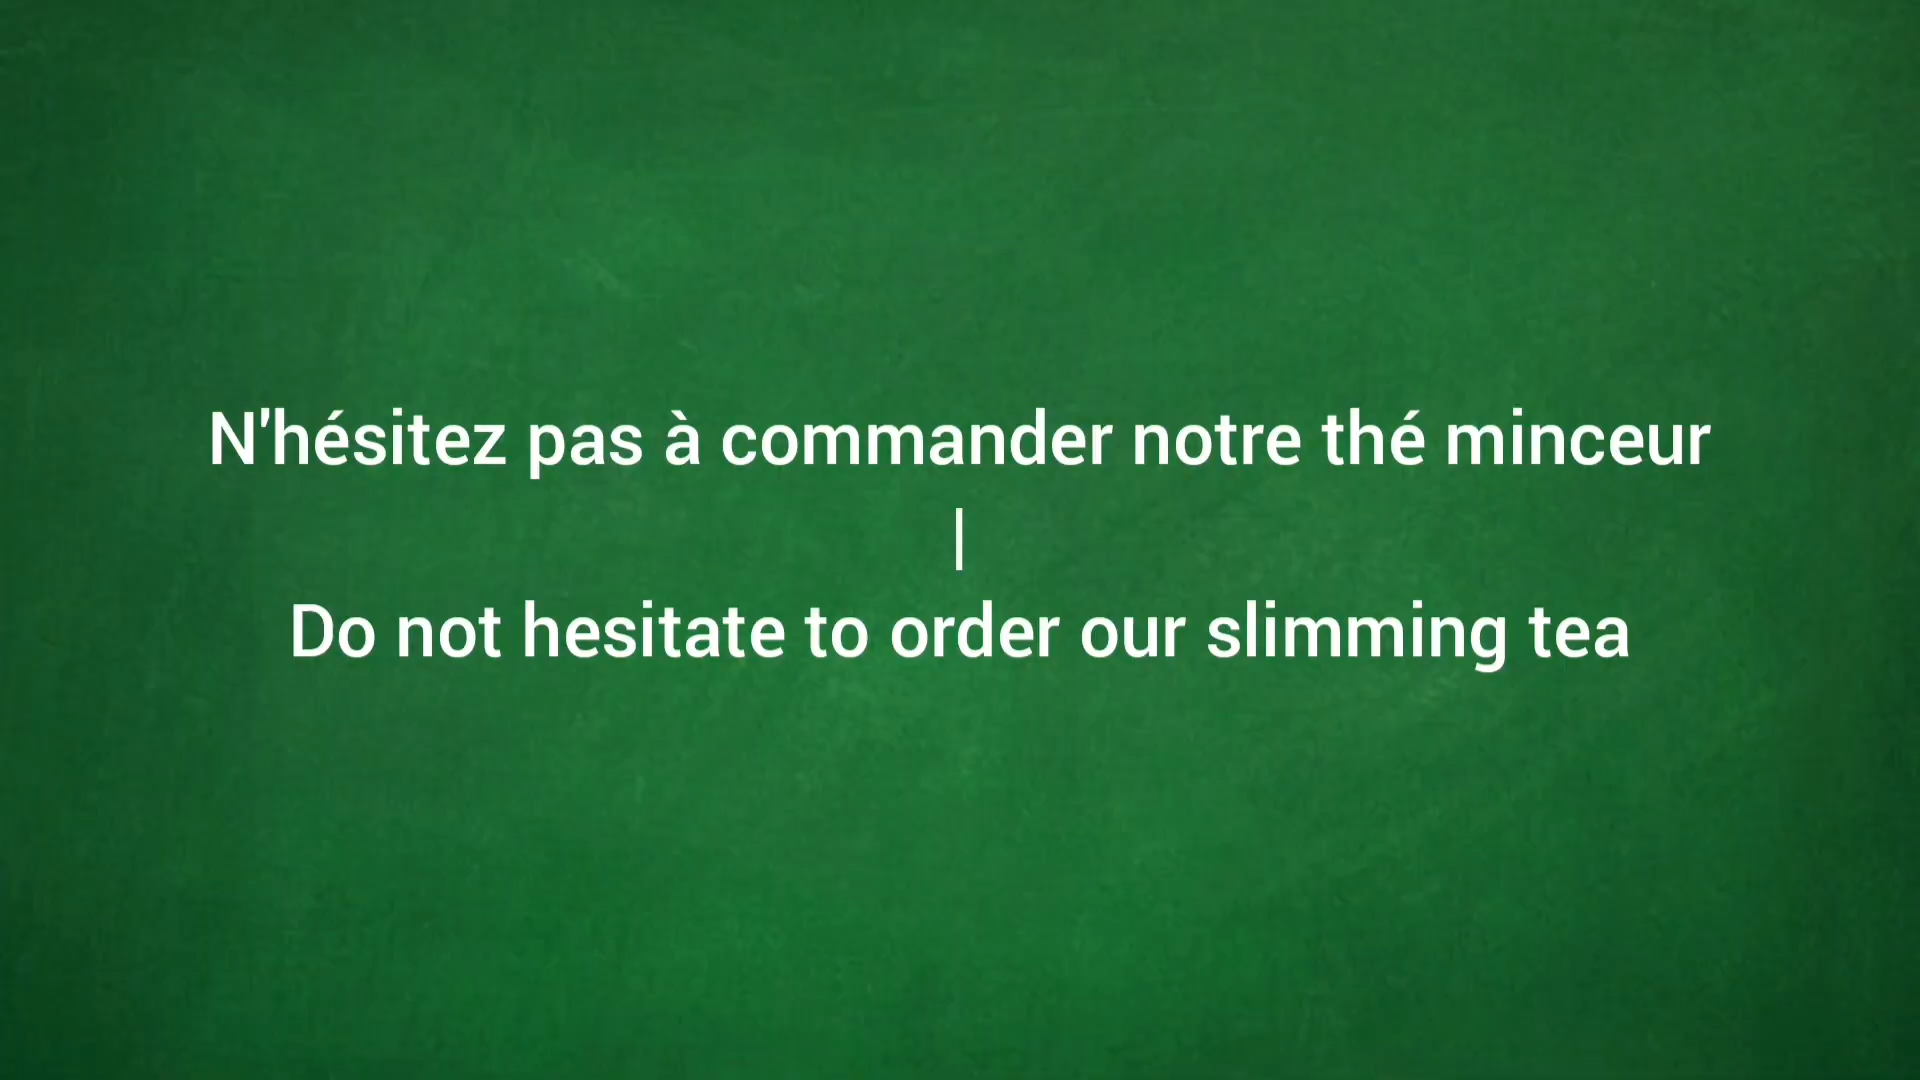 N'hésitez pas à commander notre thé minceur
|
Do not hesitate to order our slimming tea